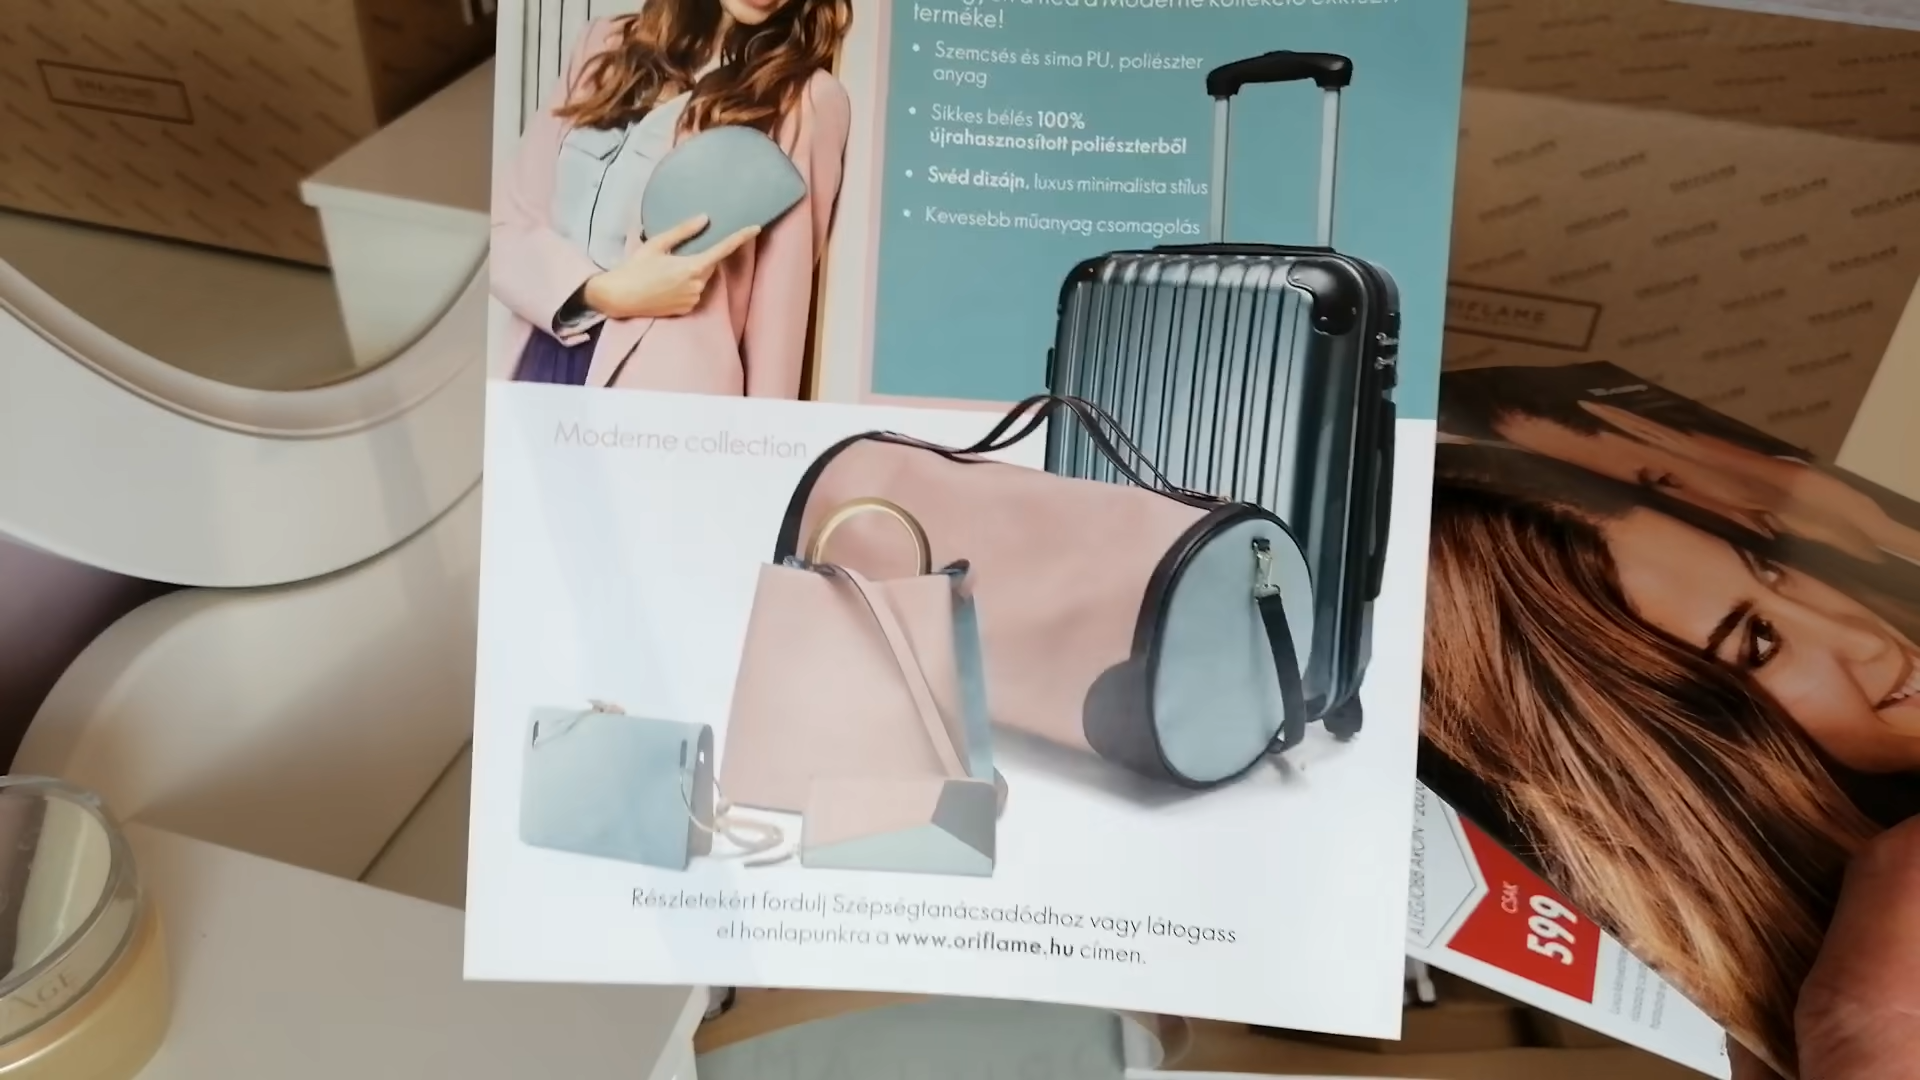 terméke!
• Szemcsés és sima PU, poliészter
anyag
• Sikkes bélés 100%
újrahasznosított poliészterből
• Svéd dizájn, luxus minimalista stílus
• Kevesebb műanyag csomagolás
Moderne collection
Részletekért fordulj Szépségtanácsadódhoz vagy látogass
el honlapunkra a www.oriflame.hu címen.
CSAK
599